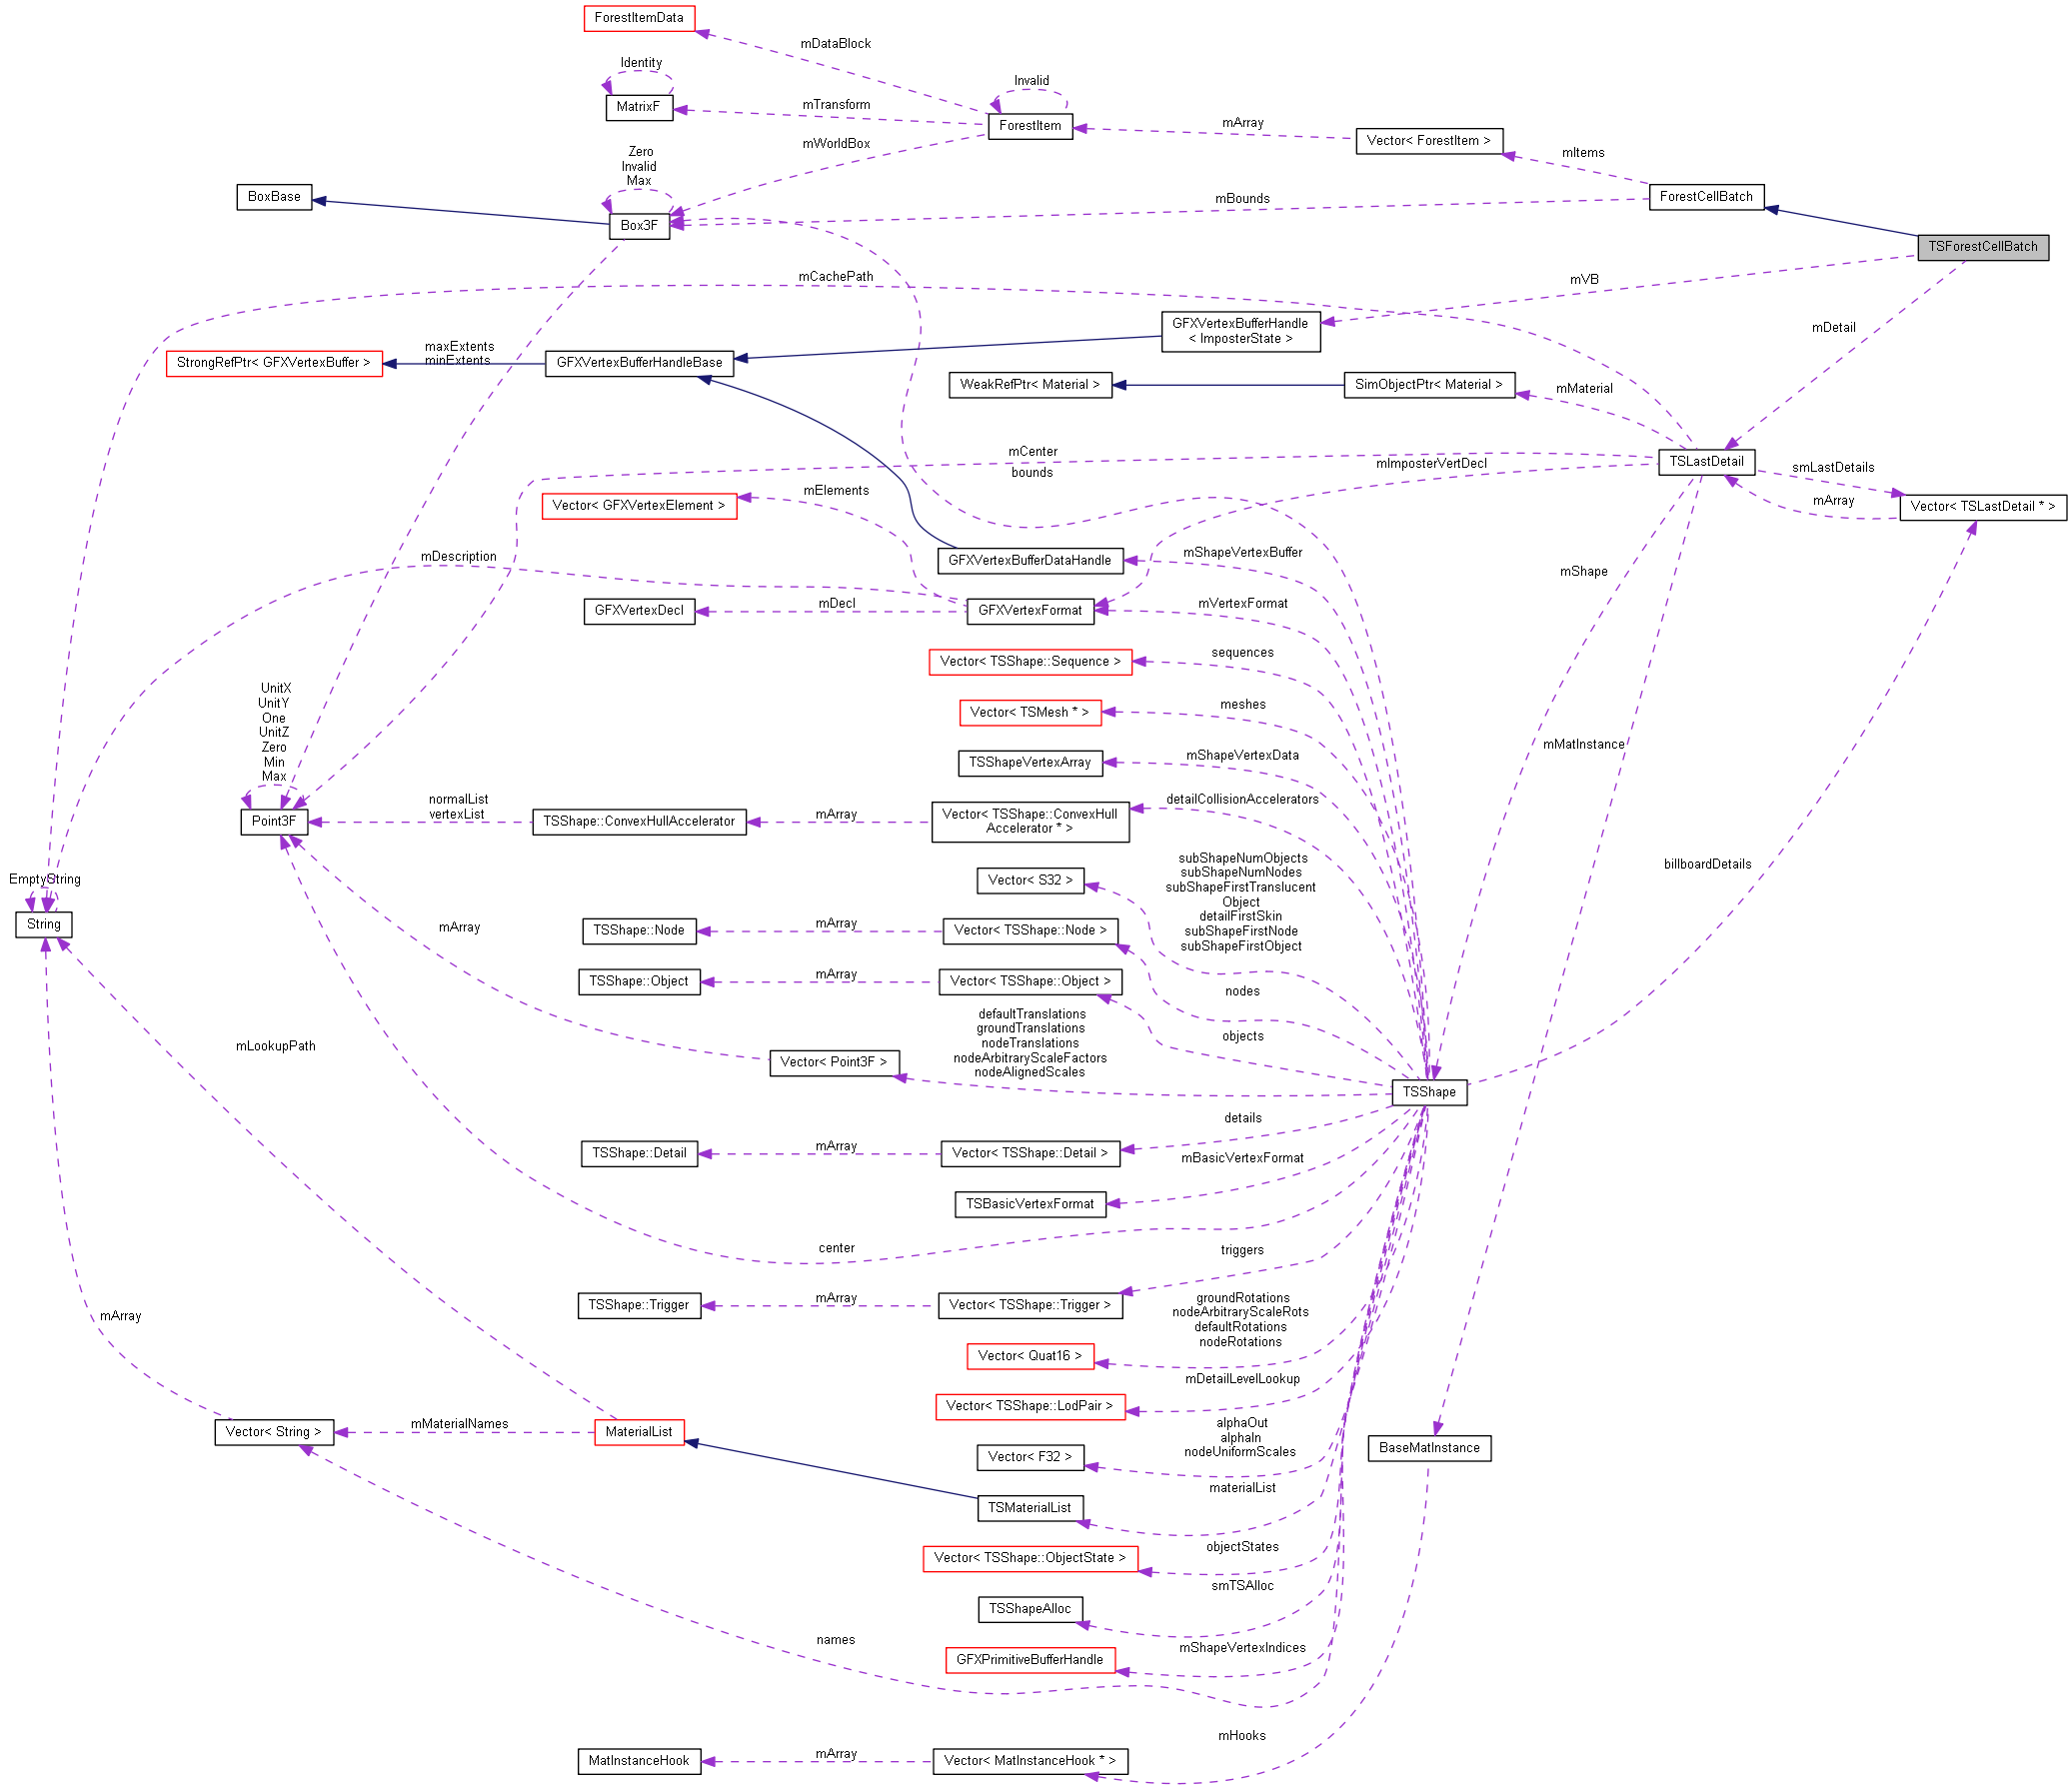 ForestItemData
mDataBlock
Identity
MatrixF
mTransform
Invalid
ForestItem
mArray
Vector< ForestItem >
mItems
mWorldBox
Zero
Invalid
Max
BoxBase
Box3F
mBounds
ForestCellBatch
TSForestCellBatch
mCachePath
mVB
mDetail
GFXVertexBufferHandle
< ImposterState >
maxExtents
minExtents
StrongRefPtr< GFXVertexBuffer >
GFXVertexBufferHandleBase
WeakRefPtr< Material >
SimObjectPtr< Material >
mMaterial
mCenter
bounds
mImposterVertDecl
TSLastDetail
smLastDetails
mArray
Vector< TSLastDetail * >
mElements
Vector< GFXVertexElement >
mDescription
GFXVertexBufferDataHandle
mShapeVertexBuffer
mShape
GFXVertexDecl
mDecl
GFXVertexFormat
mVertexFormat
Vector< TSShape::Sequence >
sequences
UnitX
UnitY
One
UnitZ
Zero
Min
Max
Vector< TSMesh * >
meshes
TSShapeVertexArray
mShapeVertexData
mMatInstance
Point3F
normalList
vertexList
TSShape::ConvexHullAccelerator
mArray
Vector< TSShape::ConvexHull
Accelerator * >
detailCollisionAccelerators
billboardDetails
EmptyString
String
Vector< S32 >
subShapeNumObjects
subShapeNumNodes
subShapeFirstTranslucent
Object
detailFirstSkin
subShapeFirstNode
subShapeFirstObject
mArray
TSShape::Node
mArray
Vector< TSShape::Node >
nodes
TSShape::Object
mArray
Vector< TSShape::Object >
objects
mLookupPath
Vector< Point3F >
defaultTranslations
groundTranslations
nodeTranslations
nodeArbitraryScaleFactors
nodeAlignedScales
TSShape
TSShape::Detail
mArray
Vector< TSShape::Detail >
details
TSBasicVertexFormat
mBasicVertexFormat
center
triggers
TSShape::Trigger
mArray
Vector< TSShape::Trigger >
mArray
groundRotations
nodeArbitraryScaleRots
defaultRotations
nodeRotations
Vector< Quat16 >
mDetailLevelLookup
Vector< TSShape::LodPair >
Vector< String >
mMaterialNames
MaterialList
alphaOut
alphaIn
nodeUniformScales
Vector< F32 >
BaseMatInstance
materialList
TSMaterialList
objectStates
Vector< TSShape::ObjectState >
smTSAlloc
TSShapeAlloc
names
mShapeVertexIndices
GFXPrimitiveBufferHandle
mHooks
MatInstanceHook
mArray
Vector< MatInstanceHook * >